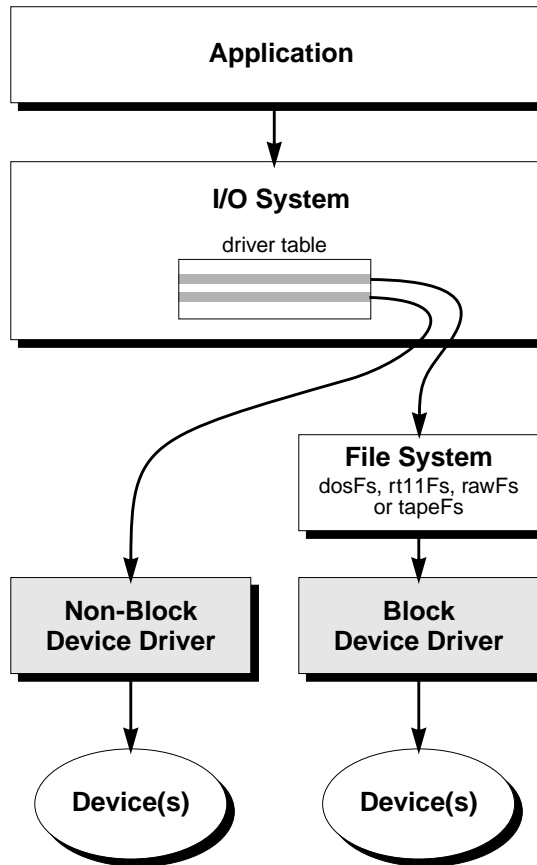 Application
I/O System
driver table
File System
dosFs, rt11Fs, rawFs
or tapeFs
Non-Block
Device Driver
Block
Device Driver
Device(s)
Device(s)